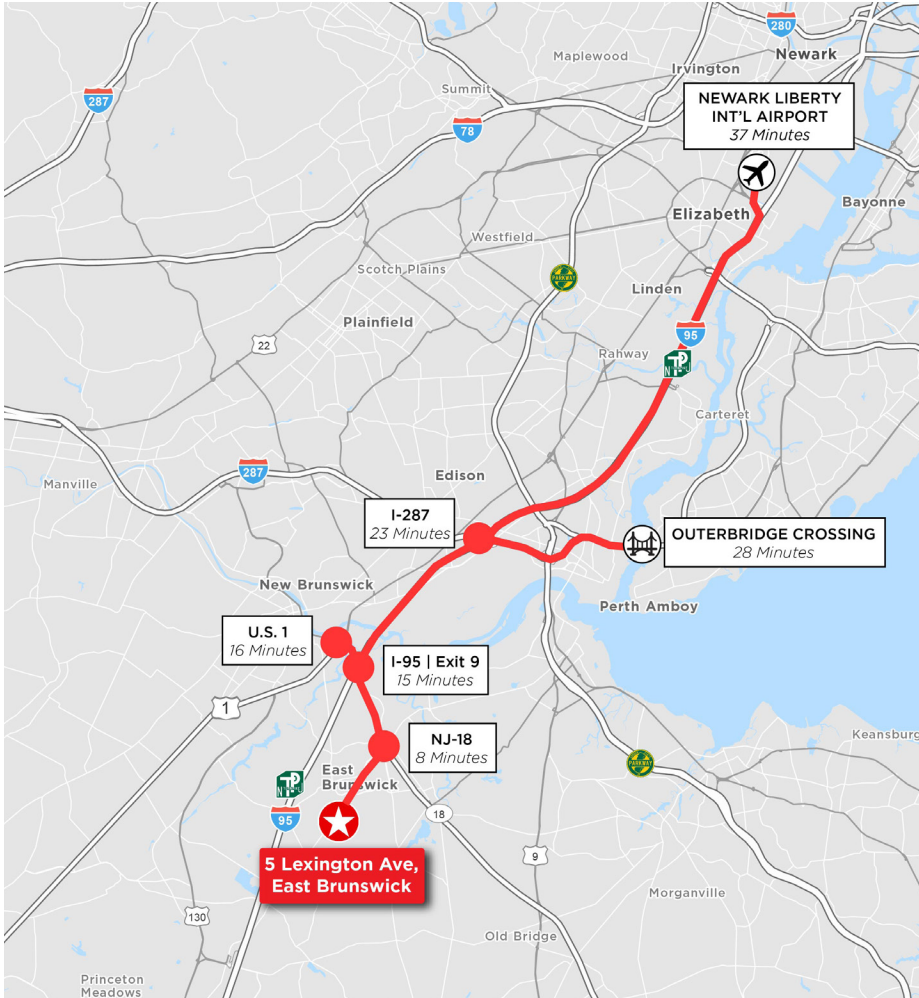 280
Newark
Maplewood
Irvington
Summit
287
78
NEWARK LIBERTY
INT'L AIRPORT
37 Minutes
Bayonne
Elizabeth
Westfield
Scotch Plains
PARKWAY
Linden
Plainfield
95
22
Rahway
Carteret
Edison
287
Manville
I-287
23 Minutes
OUTERBRIDGE CROSSING
28 Minutes
New Brunswick
Perth Amboy
U.S. 1
16 Minutes
I-95 | Exit 9
15 Minutes
1
NJ-18
8 Minutes
Keansburg
East
Brunswick
PARKWAY
95
18
5 Lexington Ave,
East Brunswick
9
Morganville
130
Old Bridge
Princeton
Meadows